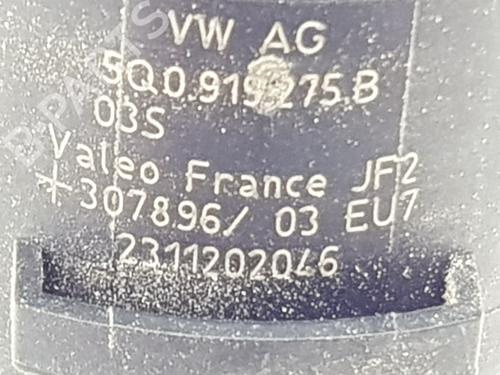 VW AG
5Q0.919.275.B
03S
Valeo France JF2
+307896/ 03 EU7
2311202046